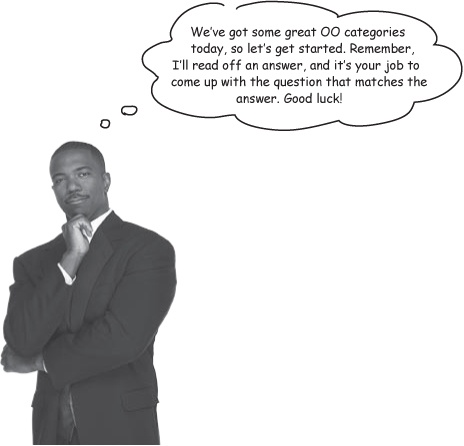 We've got some great OO categories
today, so let's get started. Remember,
I'll read off an answer, and it's your job to
come up with the question that matches the
answer. Good luck!